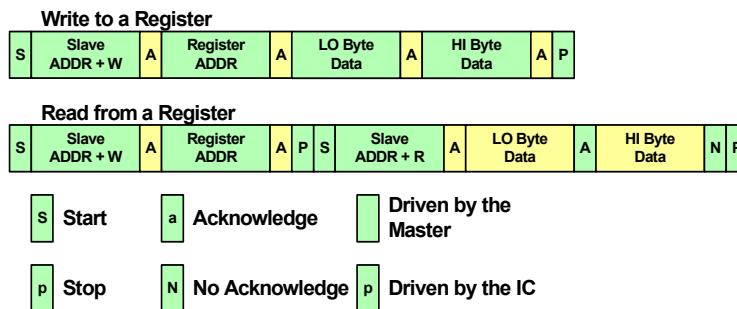 Write to a Register
S Slave ADDR + W A Register ADDR A LO Byte Data A HI Byte Data A P
Read from a Register
S Slave ADDR + W A Register ADDR A P S Slave ADDR + R A LO Byte Data A HI Byte Data N P
S Start a Acknowledge Driven by the Master
p Stop N No Acknowledge p Driven by the IC